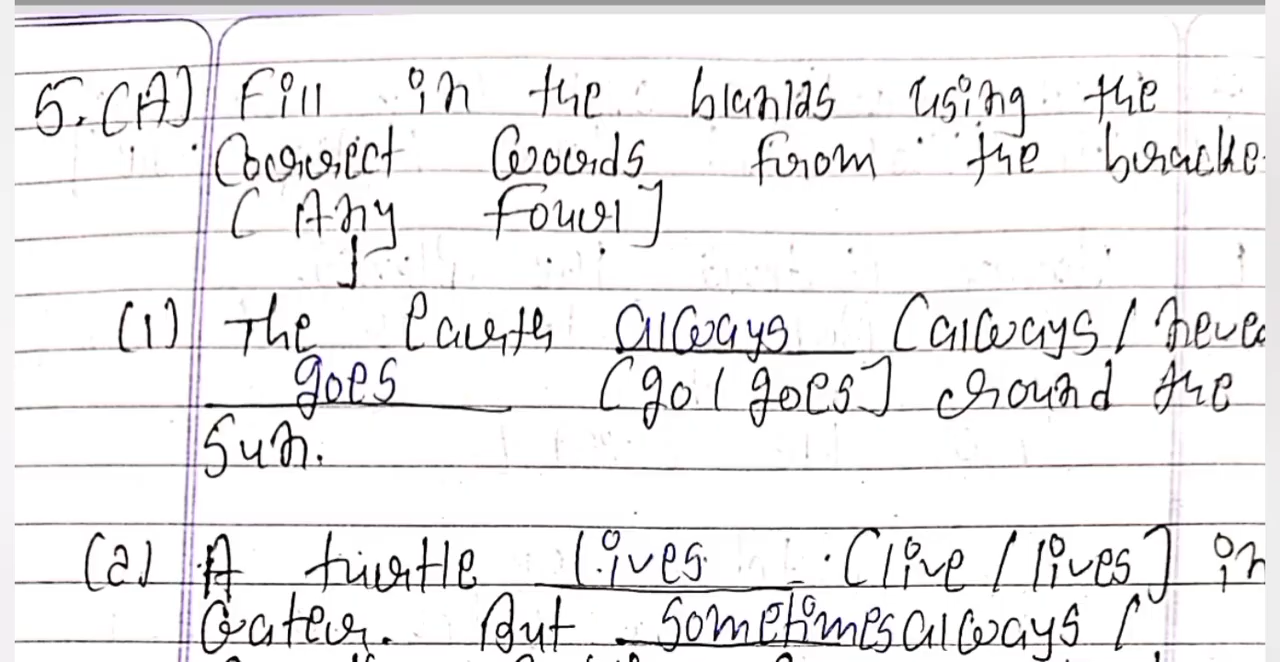 5.(A) Fill in the blanks using the
Correct words from the bracke
(Any Four)
(1) The Earth always (always / neve
goes (go / goes) around the
Sun.
(2) A turtle lives (live / lives) in
water. But sometimes always /